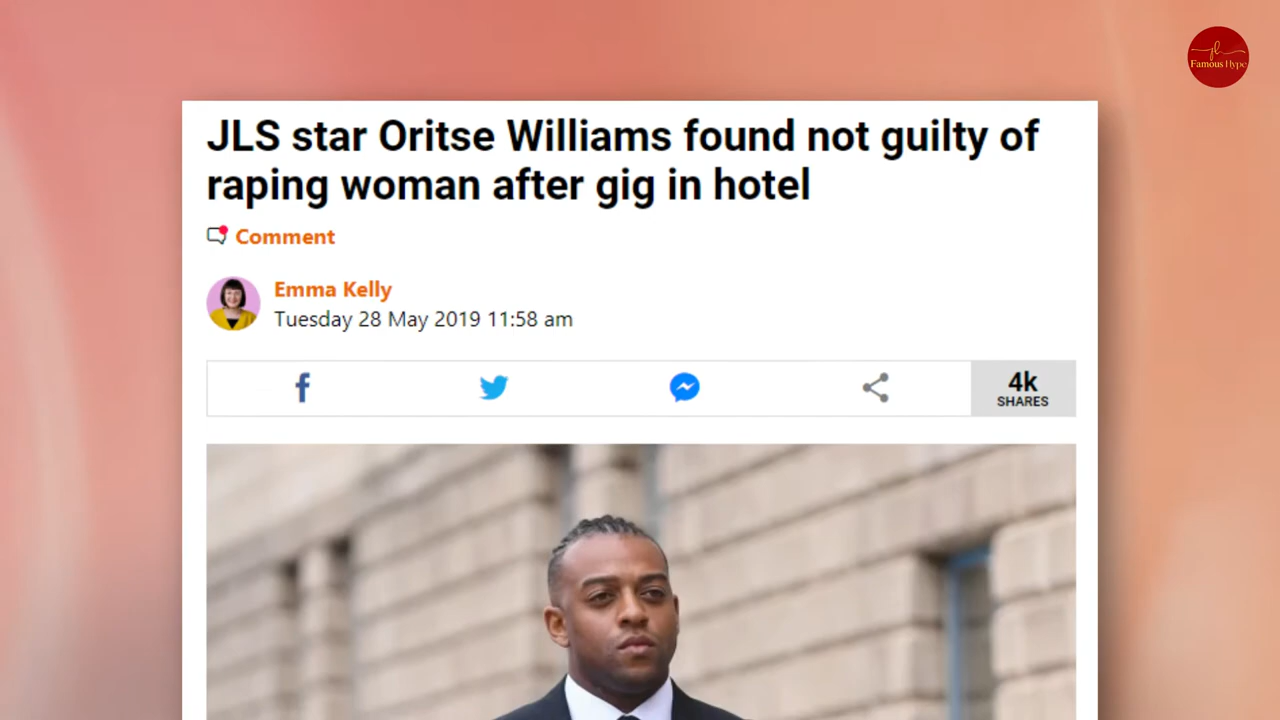 Famous Hype
JLS star Oritse Williams found not guilty of
raping woman after gig in hotel
Comment
Emma Kelly
Tuesday 28 May 2019 11:58 am
4k
SHARES